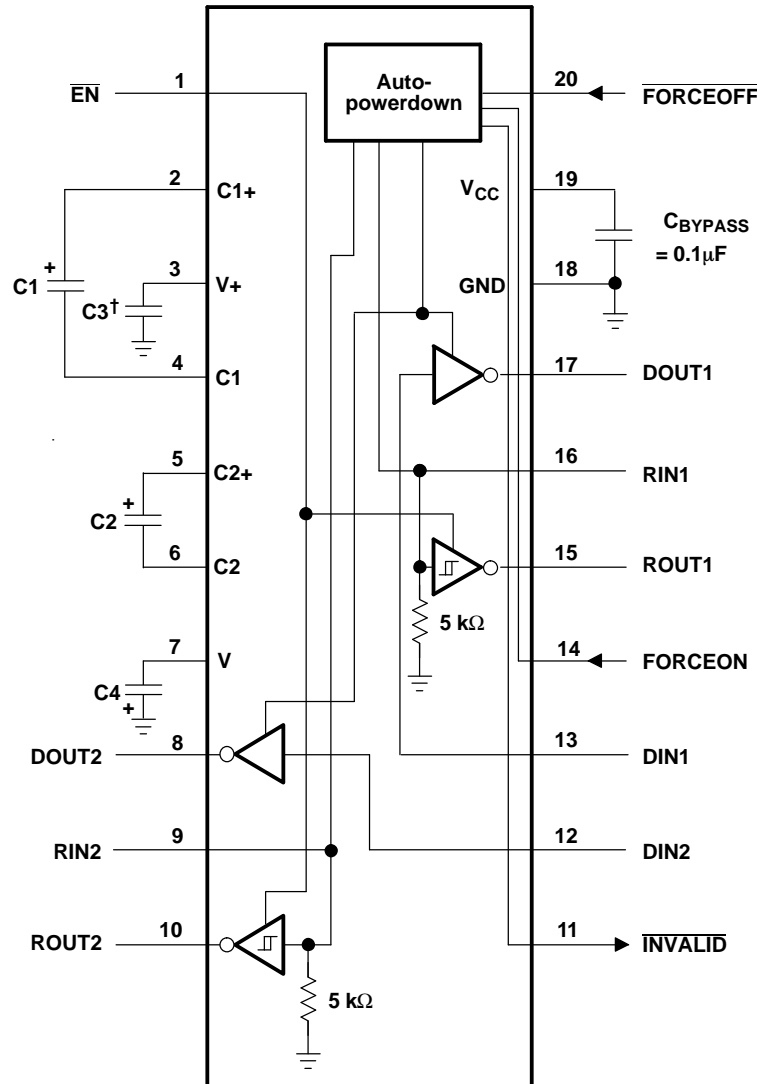 Auto-
powerdown
EN
1
20
FORCEOFF
2
C1+
VCC
19
CBYPASS
= 0.1µF
+
C1
3
V+
C3†
GND
18
4
C1
17
DOUT1
5
C2+
16
RIN1
+
C2
6
C2
15
ROUT1
5 kΩ
7
V
14
FORCEON
C4
+
DOUT2
8
13
DIN1
RIN2
9
12
DIN2
ROUT2
10
11
INVALID
5 kΩ